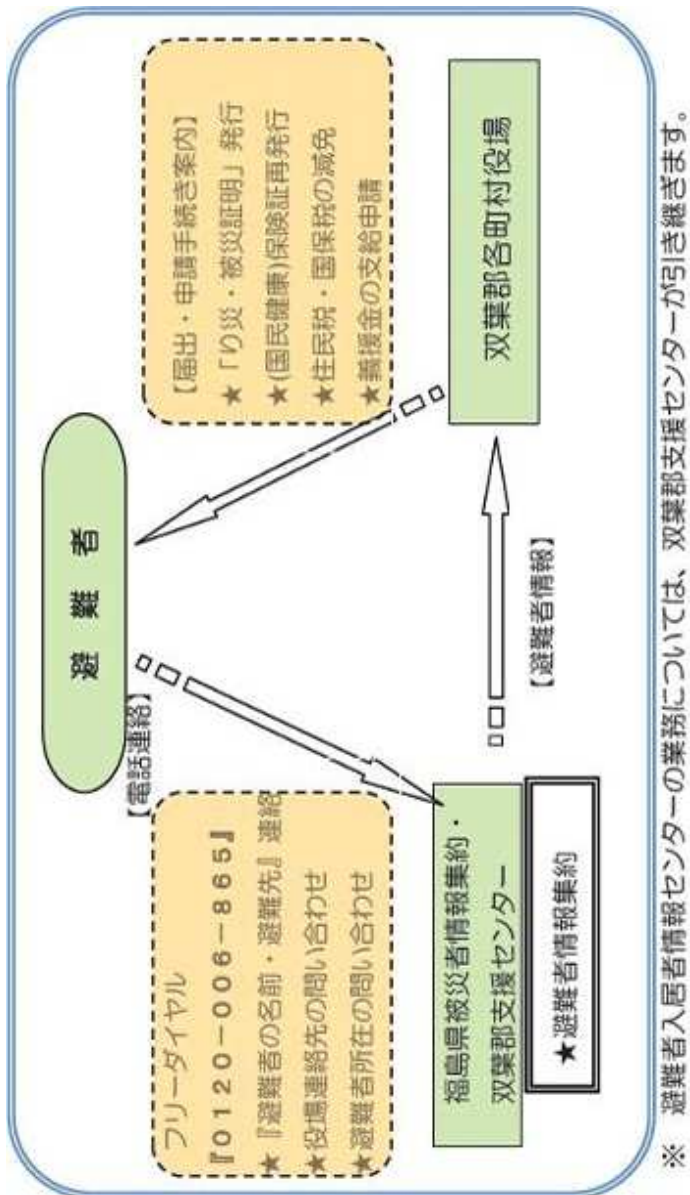 避 難 者
【電話連絡】
フリーダイヤル
『0120-006-865』
★『避難者の名前・避難先』連絡
★役場連絡先の問い合わせ
★避難者所在の問い合わせ
【届出・申請手続き案内】
★「り災・被災証明」発行
★(国民健康)保険証再発行
★住民税・国保税の減免
★義援金の支給申請
福島県被災者情報集約・
双葉郡支援センター
★避難者情報集約
【避難者情報】
双葉郡各町村役場
※ 避難者入居者情報センターの業務については、双葉郡支援センターが引き継ぎます。